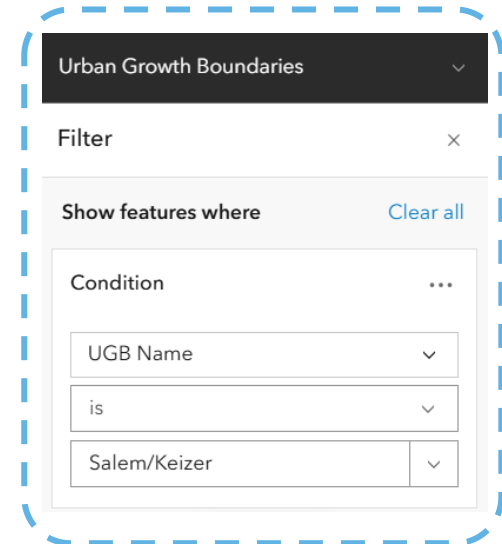 Urban Growth Boundaries
Filter
Show features where Clear all
Condition
UGB Name
is
Salem/Keizer